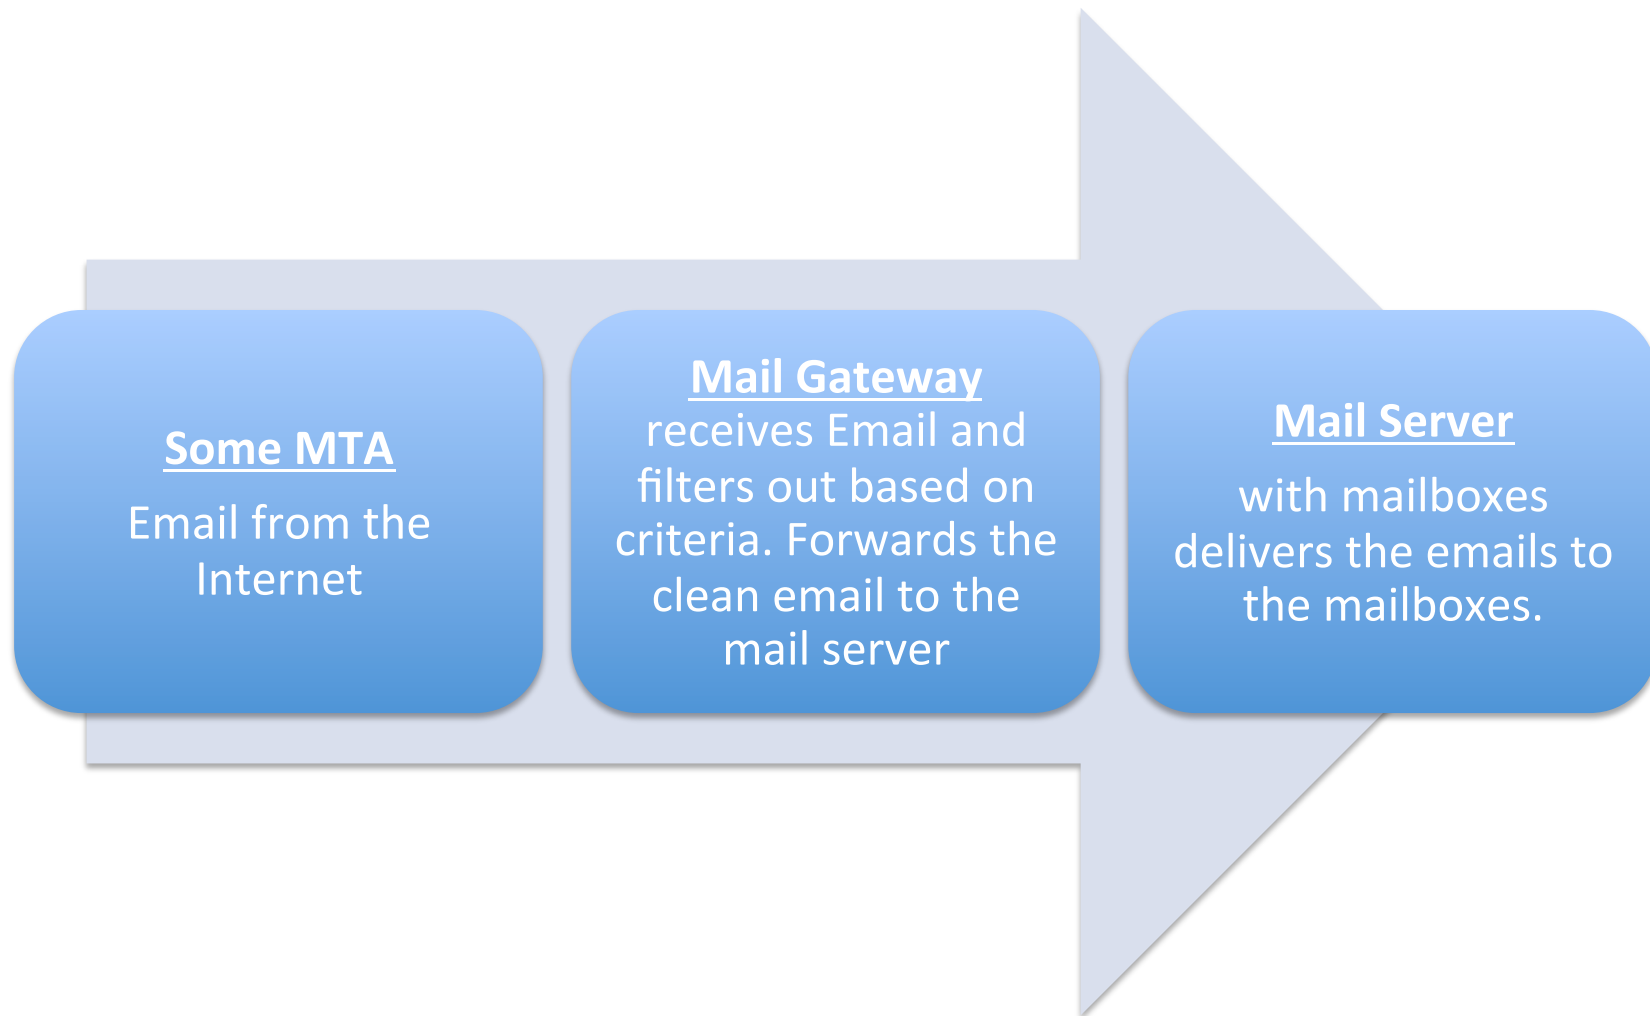 Some MTA
Email from the
Internet
Mail Gateway
receives Email and
filters out based on
criteria. Forwards the
clean email to the
mail server
Mail Server
with mailboxes
delivers the emails to
the mailboxes.